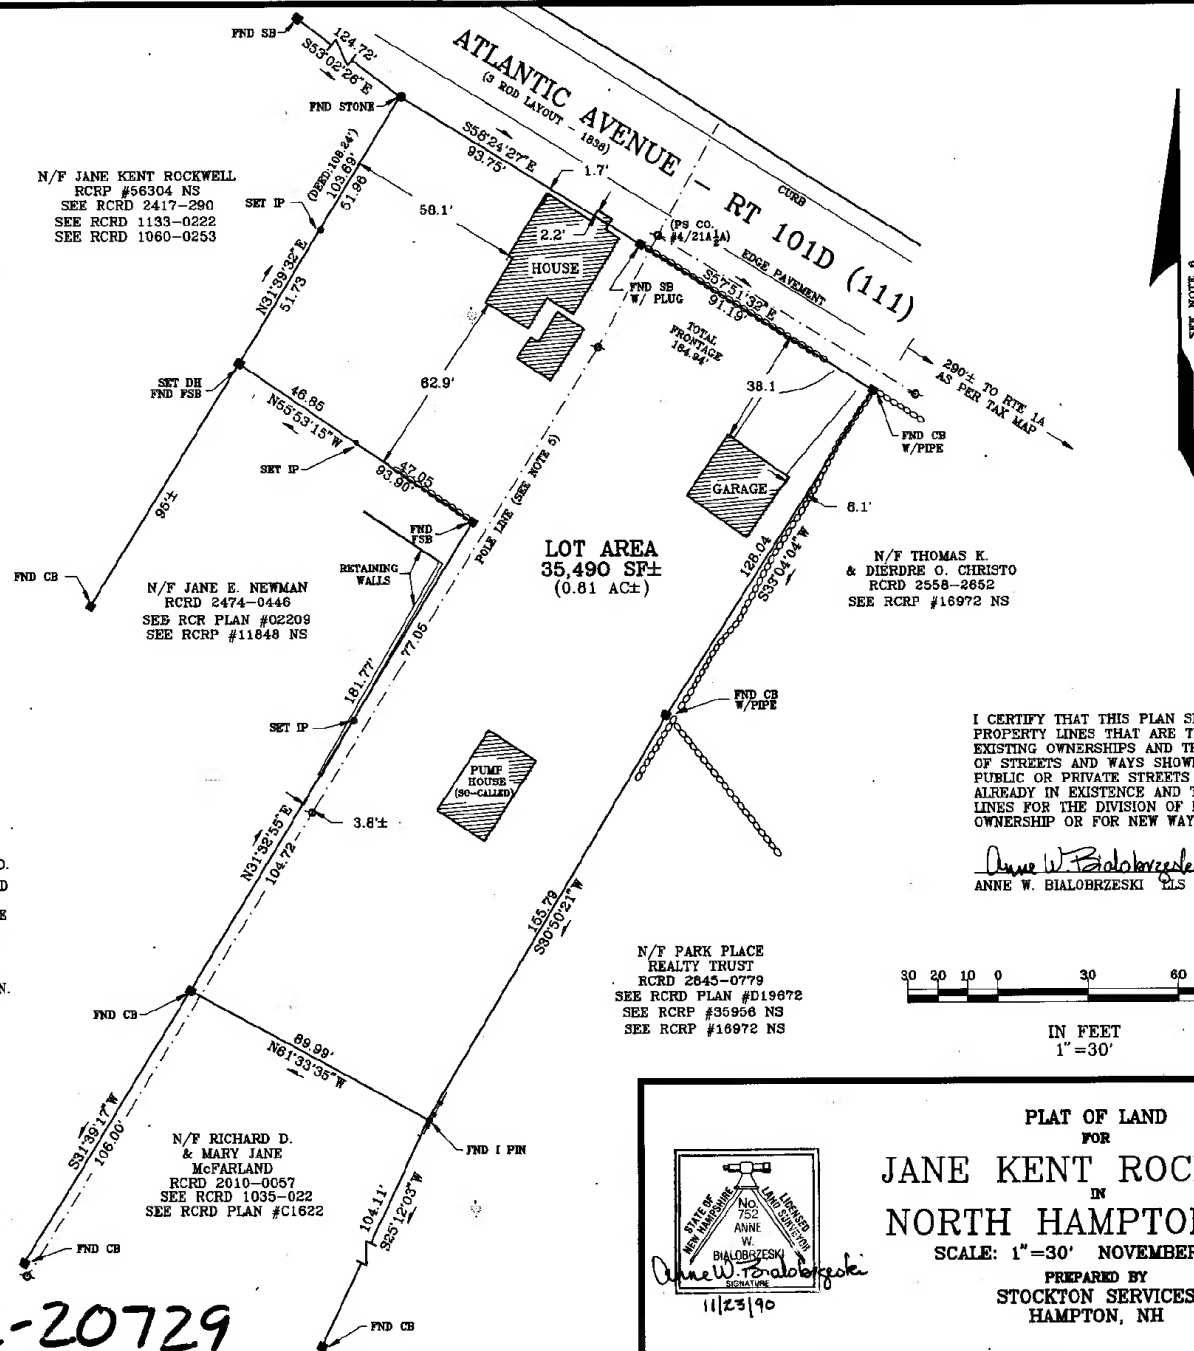 FND SB
124.72'
S53°02'26"E
FND STONE
ATLANTIC AVENUE - RT 101D (111)
(3 ROD LAYOUT - 1838)
CURB
EDGE PAVEMENT
S58°24'27"E
93.75'
1.7'
2.2'
HOUSE
(PS CO.
#4/21A½A)
FND SB
W/ PLUG
S57°51'32"E
91.19'
TOTAL
FRONTAGE
184.94'
290'± TO RTE 1A
AS PER TAX MAP
N/F JANE KENT ROCKWELL
RCRP #56304 NS
SEE RCRD 2417-290
SEE RCRD 1133-0222
SEE RCRD 1060-0253
SET IP
(DEED:108.24')
103.69'
51.96
N31°39'32"E
51.73
56.1'
62.9'
SET DH
FND FSB
46.85
N55°53'15"W
SET IP
47.05
93.90'
95'±
FND CB
FND
FSB
POLE LINE (SEE NOTE 5)
38.1
GARAGE
FND CB
W/PIPE
6.1'
128.04
S33°04'04"W
LOT AREA
35,490 SF±
(0.81 AC±)
N/F THOMAS K.
& DIERDRE O. CHRISTO
RCRD 2558-2652
SEE RCRP #16972 NS
N/F JANE E. NEWMAN
RCRD 2474-0446
SEE RCR PLAN #02209
SEE RCRP #11848 NS
RETAINING
WALLS
77.05
181.77'
SET IP
FND CB
W/PIPE
PUMP
HOUSE
(SO-CALLED)
3.8'±
N31°32'55"E
104.72
I CERTIFY THAT THIS PLAN S
PROPERTY LINES THAT ARE T
EXISTING OWNERSHIPS AND T
OF STREETS AND WAYS SHOW
PUBLIC OR PRIVATE STREETS
ALREADY IN EXISTENCE AND
LINES FOR THE DIVISION OF
OWNERSHIP OR FOR NEW WAY
Anne W. Bialobrzeski
ANNE W. BIALOBRZESKI LLS
155.79
S30°50'21"W
N/F PARK PLACE
REALTY TRUST
RCRD 2845-0779
SEE RCRD PLAN #D19672
SEE RCRP #35956 NS
SEE RCRP #16972 NS
30 20 10 0 30 60
IN FEET
1"=30'
FND CB
89.99'
N61°33'35"W
S31°39'17"W
106.00'
N/F RICHARD D.
& MARY JANE
McFARLAND
RCRD 2010-0057
SEE RCRD 1035-022
SEE RCRD PLAN #C1622
FND I PIN
104.11'
S25°12'03"W
FND CB
FND CB
-20729
STATE OF
NEW HAMPSHIRE
LICENSED
LAND SURVEYOR
No.
752
ANNE
W.
BIALOBRZESKI
SIGNATURE
Anne W. Bialobrzeski
11/23/90
PLAT OF LAND
FOR
JANE KENT ROC
IN
NORTH HAMPTO
SCALE: 1"=30' NOVEMBER
PREPARED BY
STOCKTON SERVICES
HAMPTON, NH